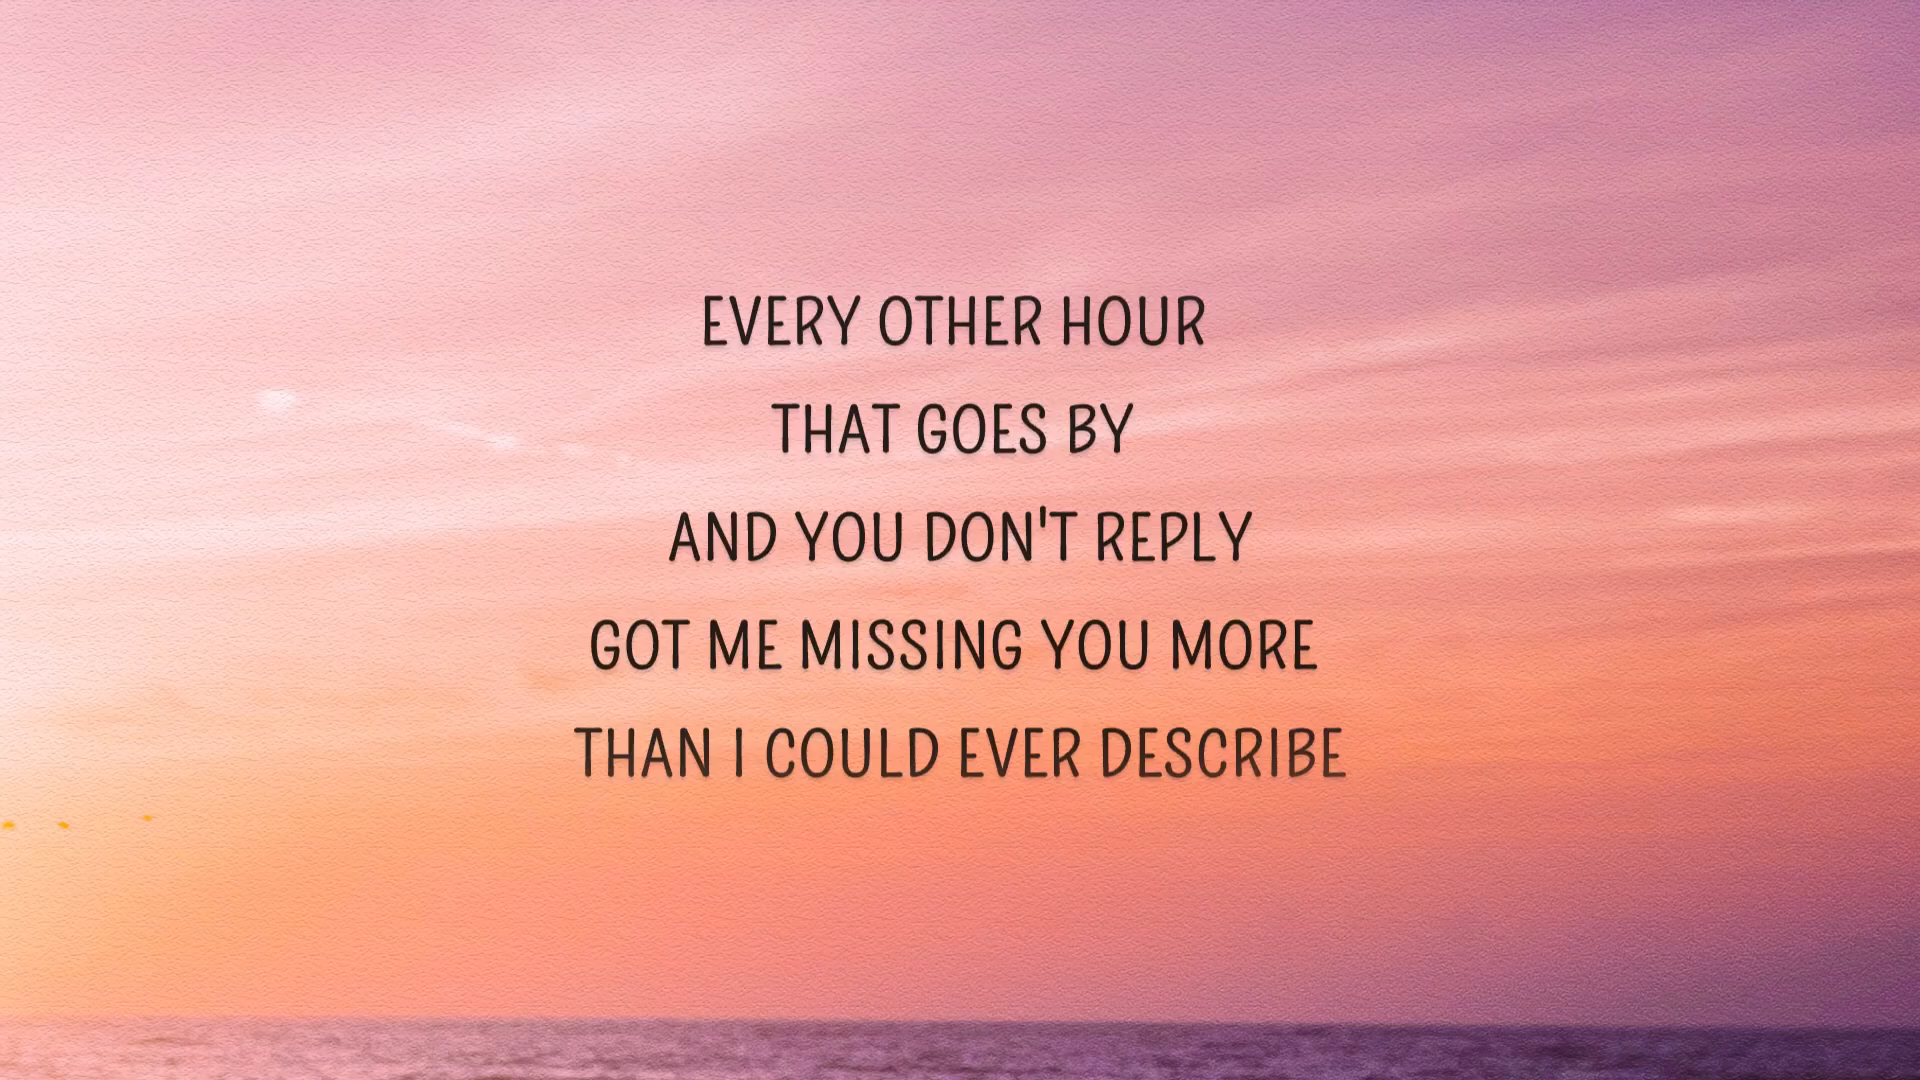 EVERY OTHER HOUR
THAT GOES BY
AND YOU DON'T REPLY
GOT ME MISSING YOU MORE
THAN I COULD EVER DESCRIBE